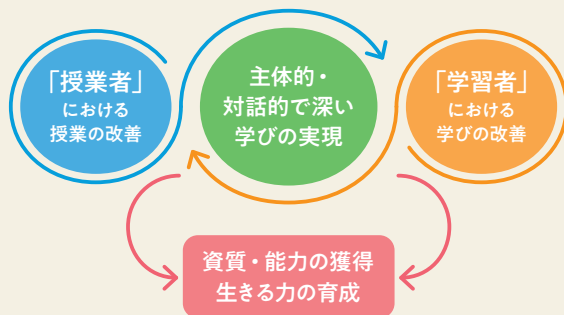 「授業者」
における
授業の改善
主体的・
対話的で深い
学びの実現
「学習者」
における
学びの改善
資質・能力の獲得
生きる力の育成